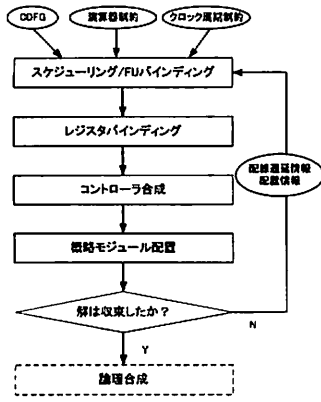 CDFG
演算器制約
クロック周期制約
スケジューリング/FUバインディング
レジスタバインディング
配線遅延情報
配置情報
コントローラ合成
概略モジュール配置
解は収束したか？
N
Y
論理合成